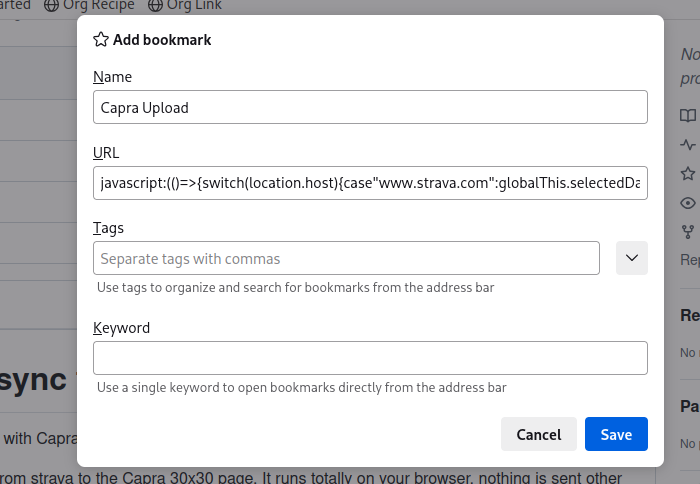 arted Org Recipe Org Link
Add bookmark
Name
Capra Upload
URL
javascript:(()=>{switch(location.host){case"www.strava.com":globalThis.selectedDa
Tags
Separate tags with commas
Use tags to organize and search for bookmarks from the address bar
Keyword
Use a single keyword to open bookmarks directly from the address bar
Cancel Save
No
pro
Rep
Re
No
Pa
No p
sync
with Capra
rom strava to the Capra 30x30 page. It runs totally on your browser, nothing is sent other